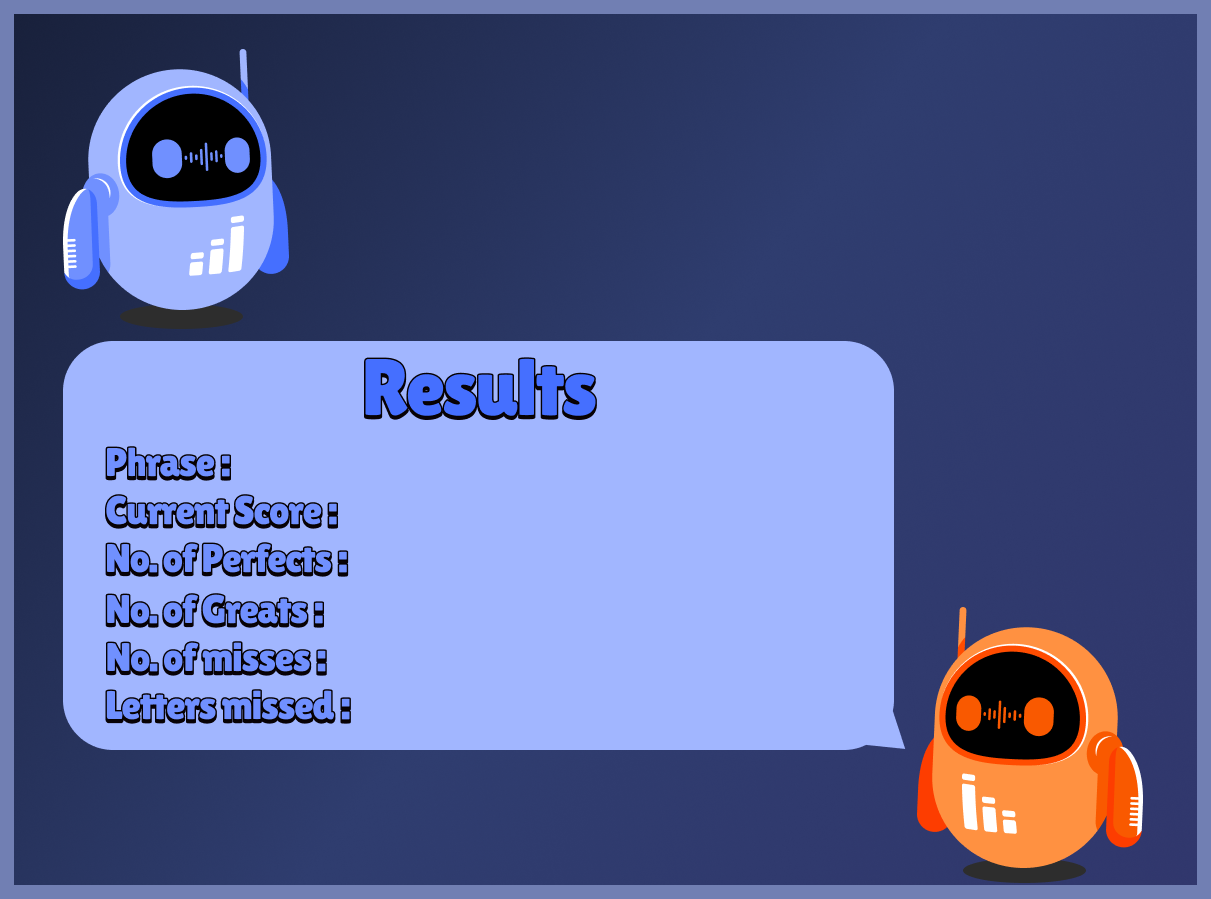 Results
Phrase :
Current Score :
No. of Perfects :
No. of Greats :
No. of misses :
Letters missed :